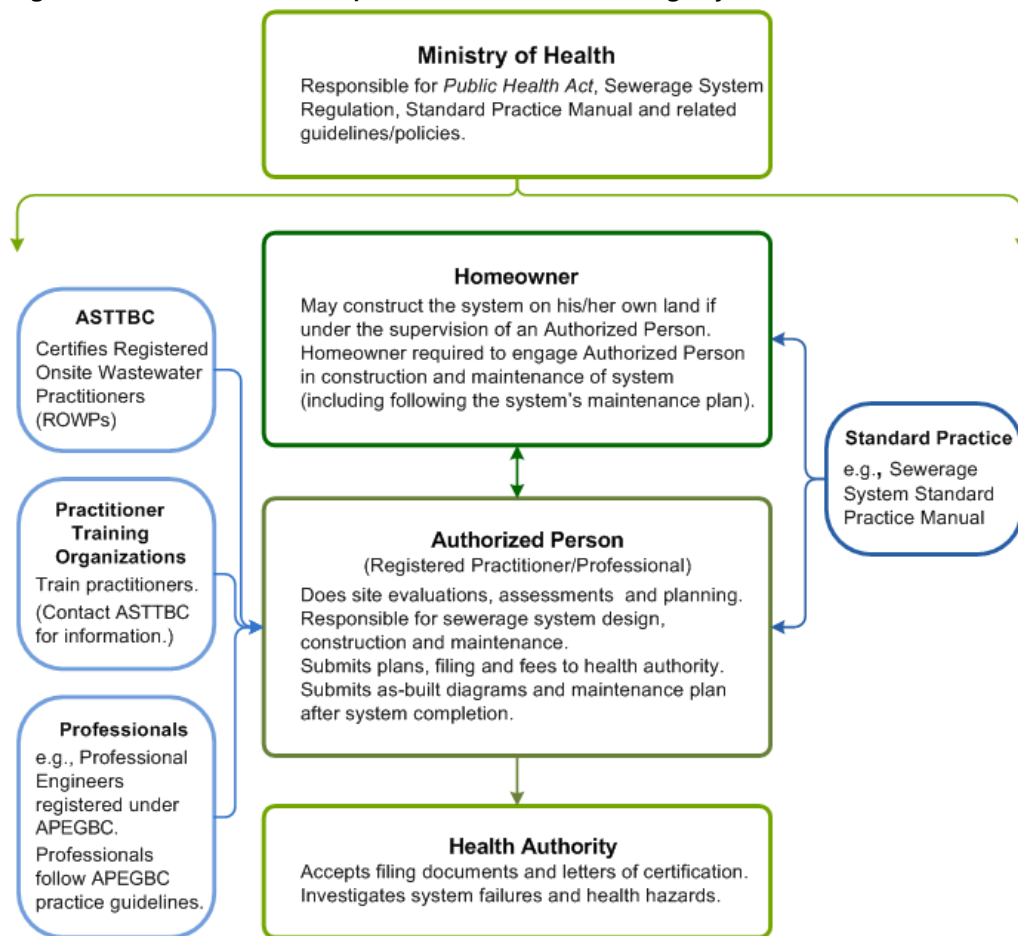 Ministry of Health
Responsible for Public Health Act, Sewerage System
Regulation, Standard Practice Manual and related
guidelines/policies.
Homeowner
May construct the system on his/her own land if
under the supervision of an Authorized Person.
Homeowner required to engage Authorized Person
in construction and maintenance of system
(including following the system's maintenance plan).
ASTTBC
Certifies Registered
Onsite Wastewater
Practitioners
(ROWPs)
Practitioner
Training
Organizations
Train practitioners.
(Contact ASTTBC
for information.)
Professionals
e.g., Professional
Engineers
registered under
APEGBC.
Professionals
follow APEGBC
practice guidelines.
Standard Practice
e.g., Sewerage
System Standard
Practice Manual
Authorized Person
(Registered Practitioner/Professional)
Does site evaluations, assessments and planning.
Responsible for sewerage system design,
construction and maintenance.
Submits plans, filing and fees to health authority.
Submits as-built diagrams and maintenance plan
after system completion.
Health Authority
Accepts filing documents and letters of certification.
Investigates system failures and health hazards.